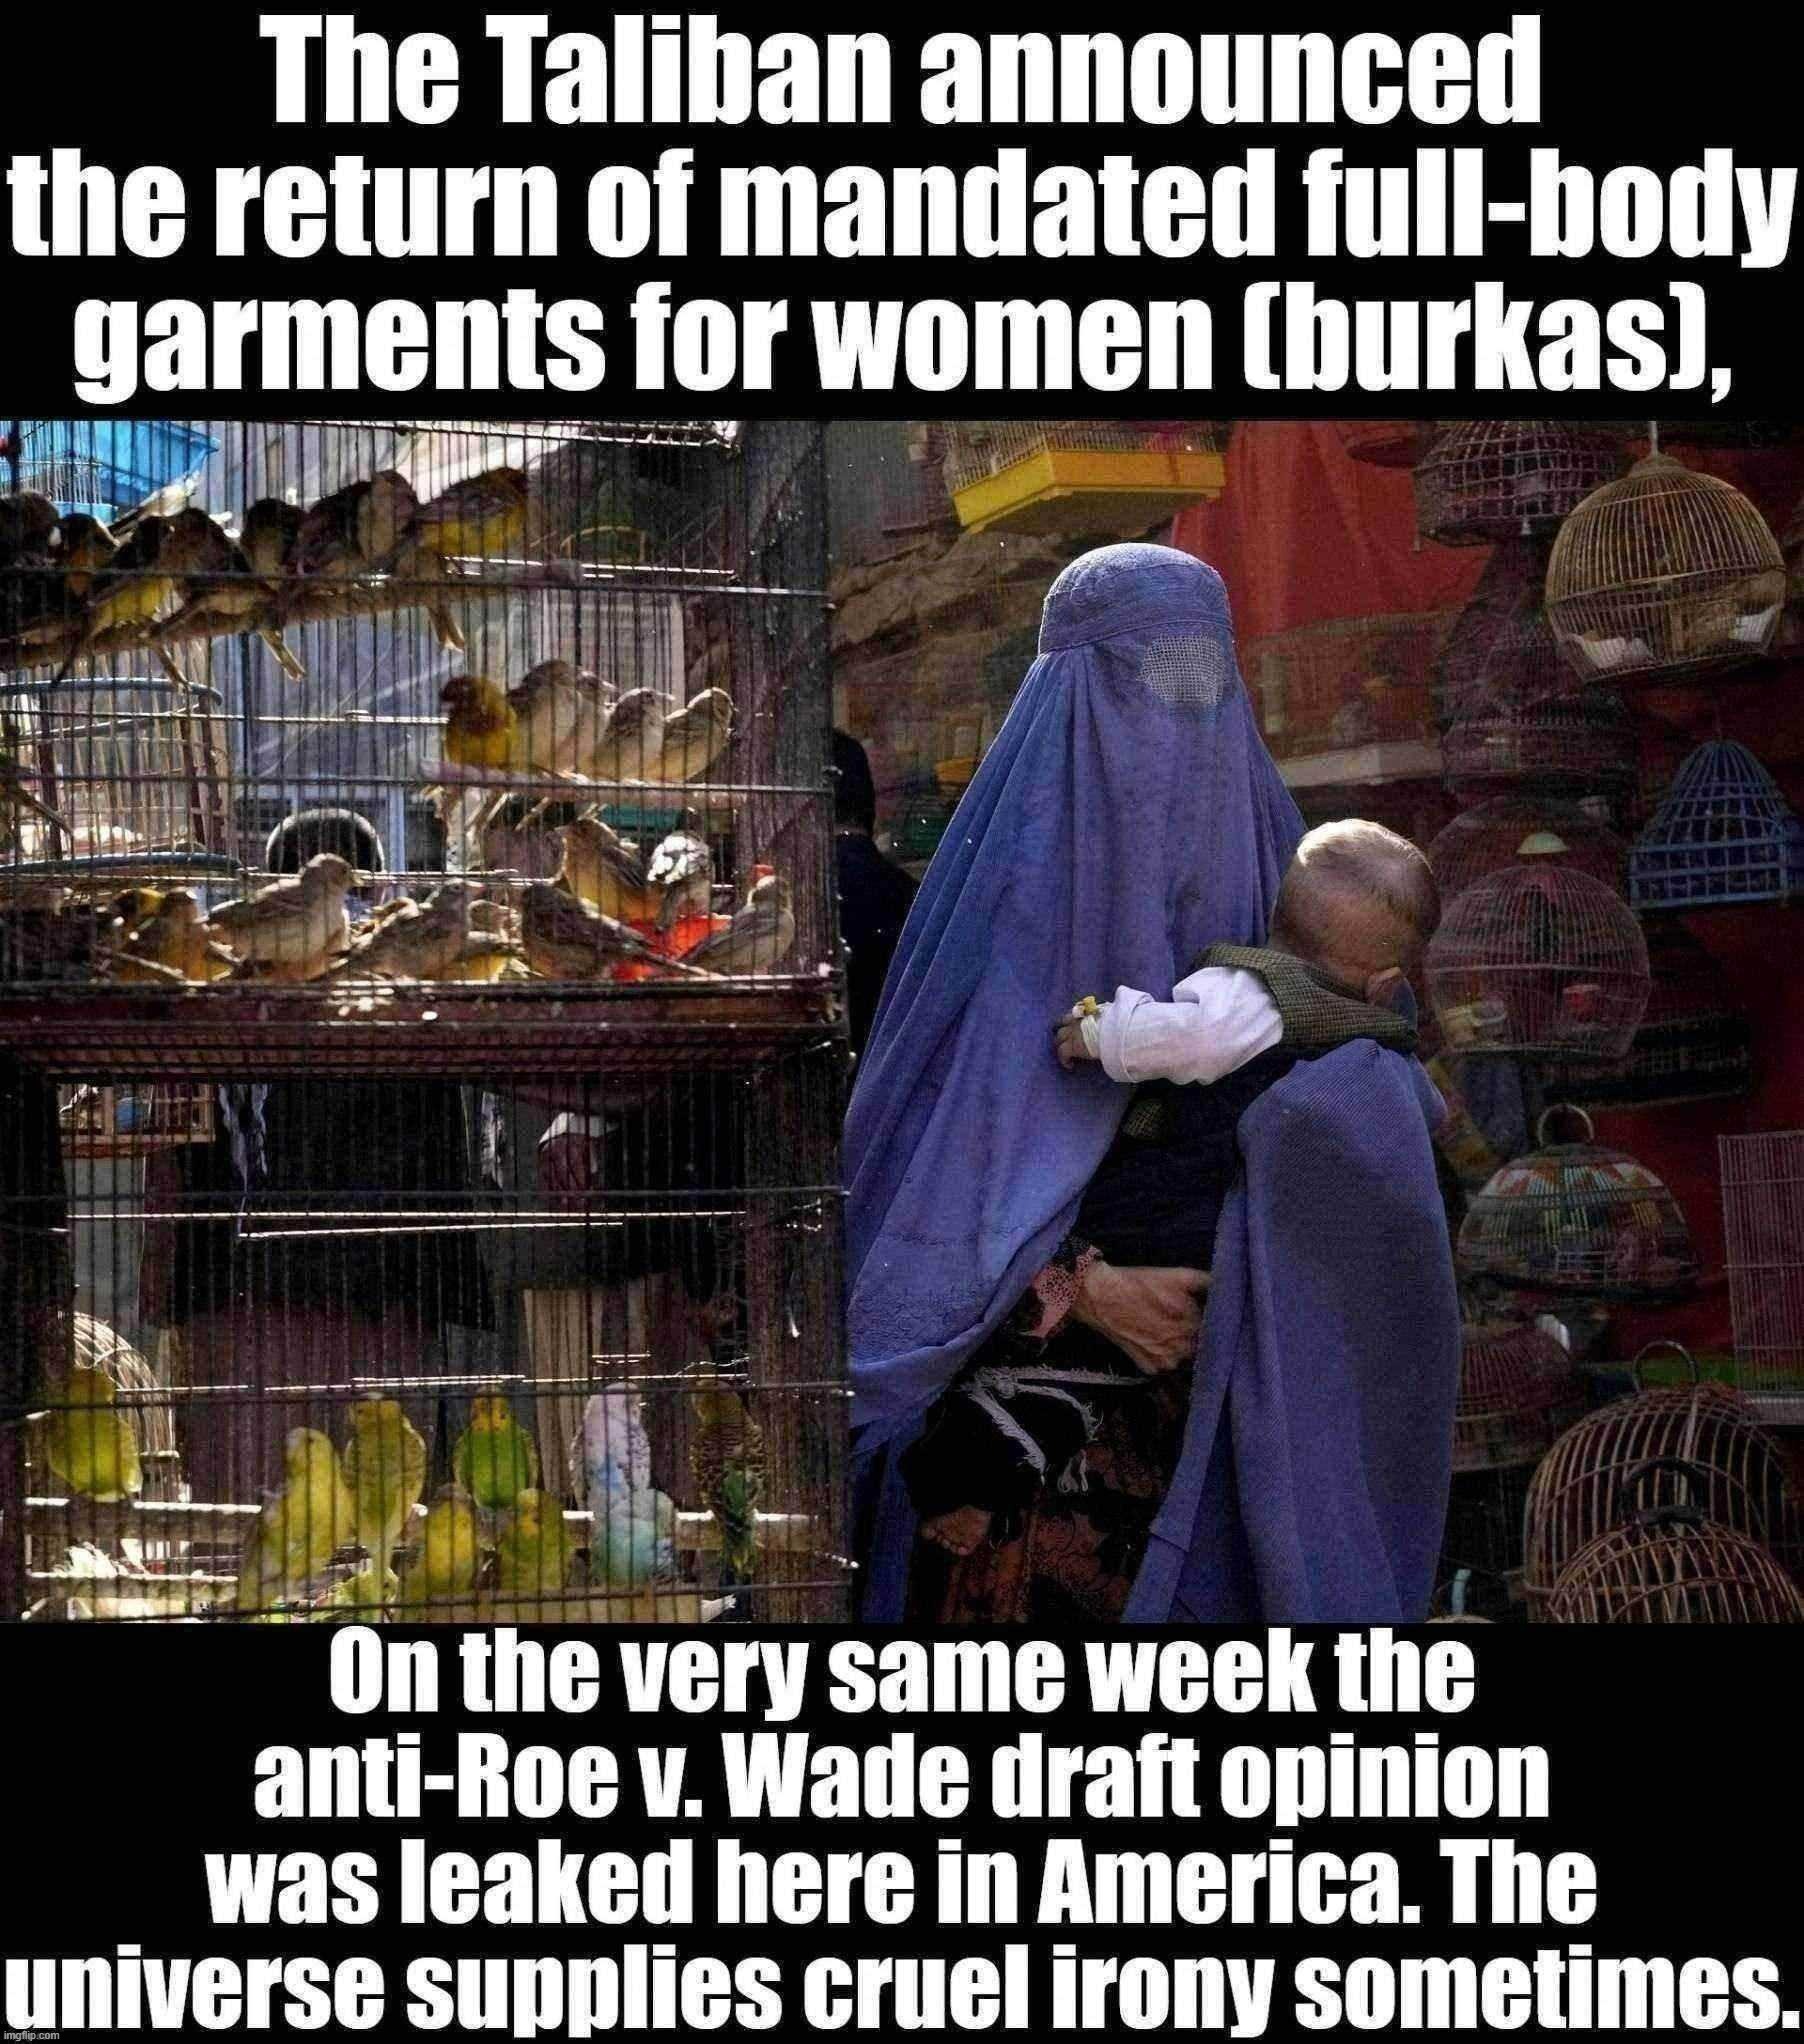 The Taliban announced
the return of mandated full-body
garments for women (burkas),
On the very same week the
anti-Roe v. Wade draft opinion
was leaked here in America. The
universe supplies cruel irony sometimes.
imgflip.com